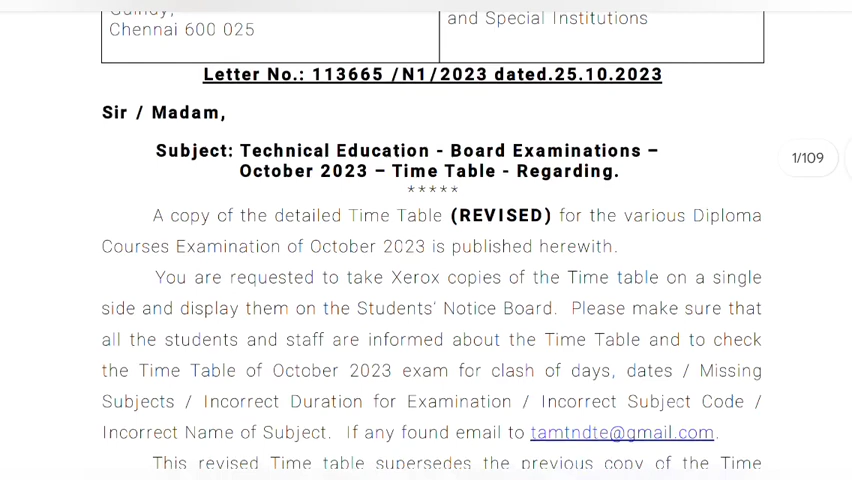 Guindy,
Chennai 600 025
and Special Institutions
Letter No.: 113665 /N1/2023 dated.25.10.2023
Sir / Madam,
Subject: Technical Education - Board Examinations –
October 2023 – Time Table - Regarding.
*****
1/109
A copy of the detailed Time Table (REVISED) for the various Diploma
Courses Examination of October 2023 is published herewith.
You are requested to take Xerox copies of the Time table on a single
side and display them on the Students' Notice Board. Please make sure that
all the students and staff are informed about the Time Table and to check
the Time Table of October 2023 exam for clash of days, dates / Missing
Subjects / Incorrect Duration for Examination / Incorrect Subject Code /
Incorrect Name of Subject. If any found email to tamtndte@gmail.com.
This revised Time table supersedes the previous copy of the Time